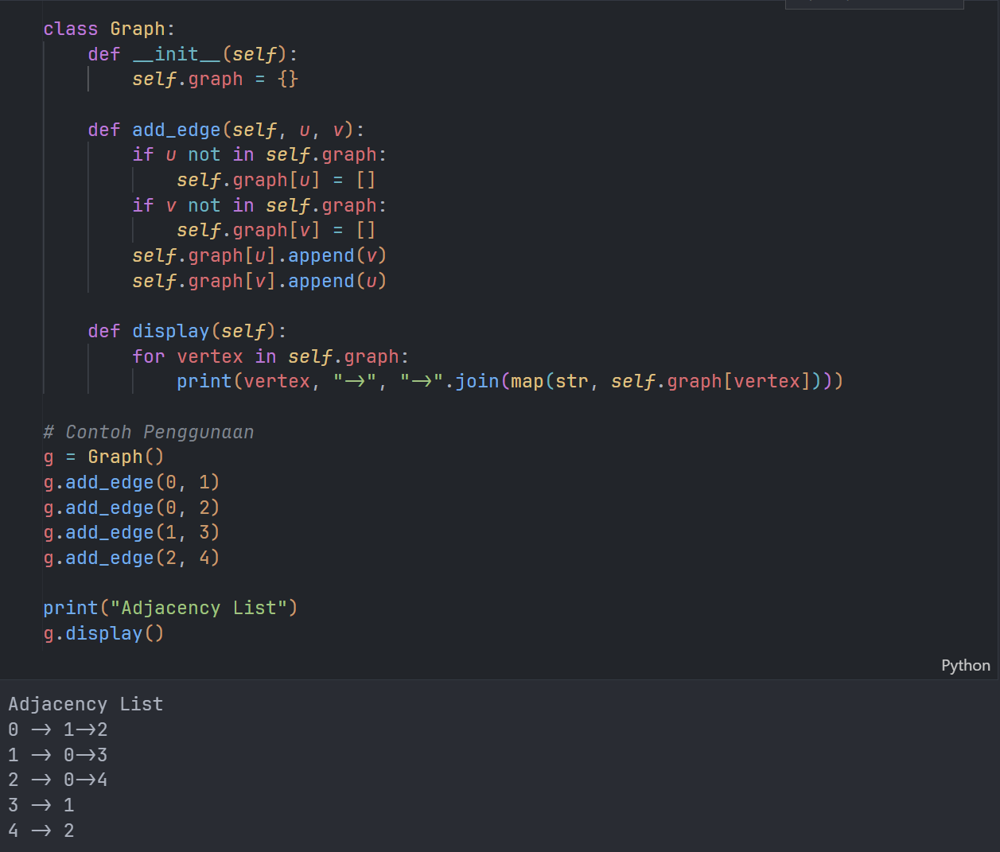 class Graph:
    def __init__(self):
        self.graph = {}

    def add_edge(self, u, v):
        if u not in self.graph:
            self.graph[u] = []
        if v not in self.graph:
            self.graph[v] = []
        self.graph[u].append(v)
        self.graph[v].append(u)

    def display(self):
        for vertex in self.graph:
            print(vertex, "->", "->".join(map(str, self.graph[vertex])))

# Contoh Penggunaan
g = Graph()
g.add_edge(0, 1)
g.add_edge(0, 2)
g.add_edge(1, 3)
g.add_edge(2, 4)

print("Adjacency List")
g.display()
Python
Adjacency List
0 -> 1->2
1 -> 0->3
2 -> 0->4
3 -> 1
4 -> 2